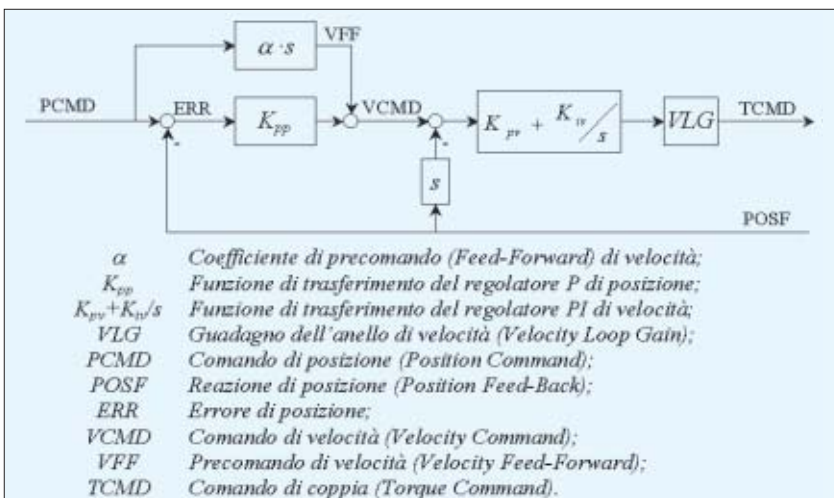 α · s
VFF
PCMD
ERR
K_pp
VCMD
K_pv + K_iv/s
VLG
TCMD
-
-
s
POSF
α Coefficiente di precomando (Feed-Forward) di velocità;
K_pp Funzione di trasferimento del regolatore P di posizione;
K_pv+K_iv/s Funzione di trasferimento del regolatore PI di velocità;
VLG Guadagno dell'anello di velocità (Velocity Loop Gain);
PCMD Comando di posizione (Position Command);
POSF Reazione di posizione (Position Feed-Back);
ERR Errore di posizione;
VCMD Comando di velocità (Velocity Command);
VFF Precomando di velocità (Velocity Feed-Forward);
TCMD Comando di coppia (Torque Command).